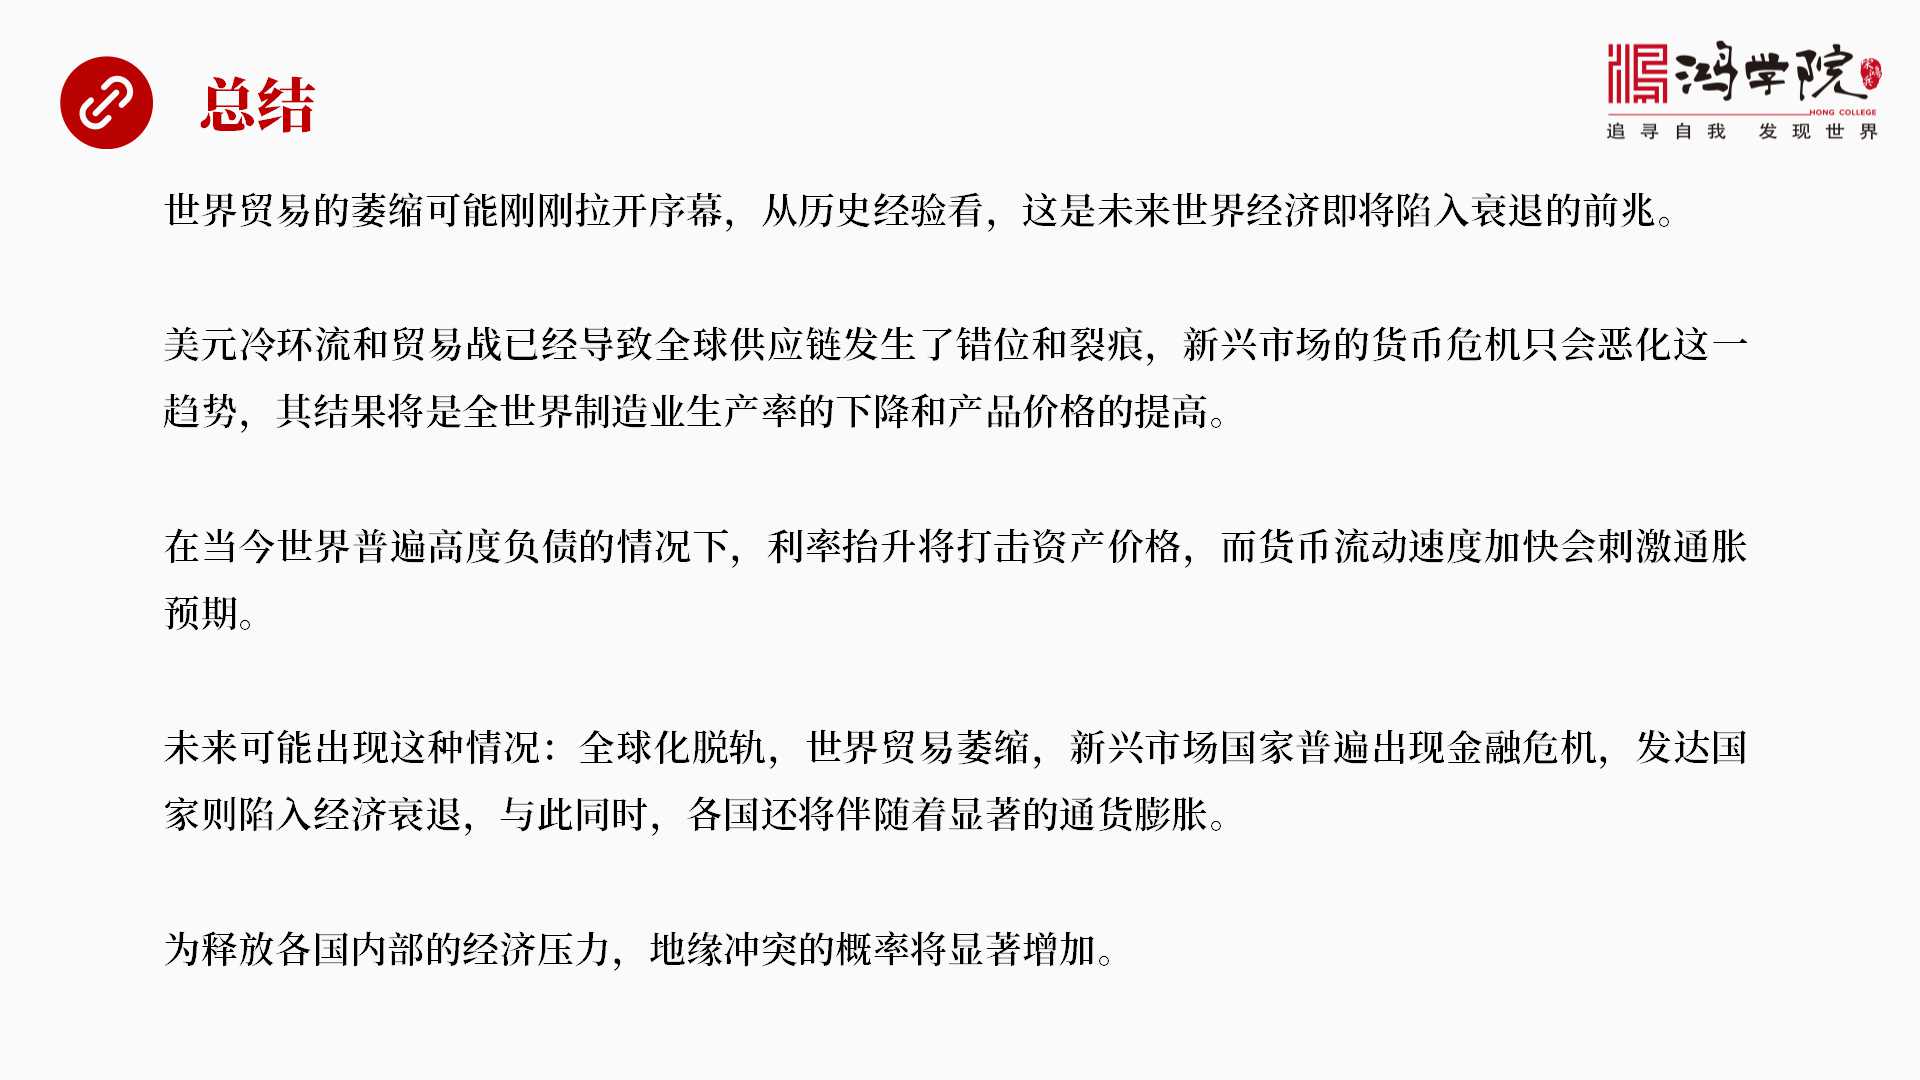 总结
鸿学院
HONG COLLEGE
追寻自我 发现世界
世界贸易的萎缩可能刚刚拉开序幕，从历史经验看，这是未来世界经济即将陷入衰退的前兆。
美元冷环流和贸易战已经导致全球供应链发生了错位和裂痕，新兴市场的货币危机只会恶化这一
趋势，其结果将是全世界制造业生产率的下降和产品价格的提高。
在当今世界普遍高度负债的情况下，利率抬升将打击资产价格，而货币流动速度加快会刺激通胀
预期。
未来可能出现这种情况：全球化脱轨，世界贸易萎缩，新兴市场国家普遍出现金融危机，发达国
家则陷入经济衰退，与此同时，各国还将伴随着显著的通货膨胀。
为释放各国内部的经济压力，地缘冲突的概率将显著增加。